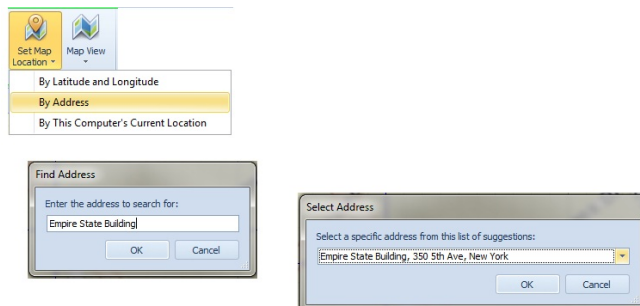 Set Map
Location
Map View
By Latitude and Longitude
By Address
By This Computer's Current Location
Find Address
Enter the address to search for:
Empire State Building
OK
Cancel
Select Address
Select a specific address from this list of suggestions:
Empire State Building, 350 5th Ave, New York
OK
Cancel